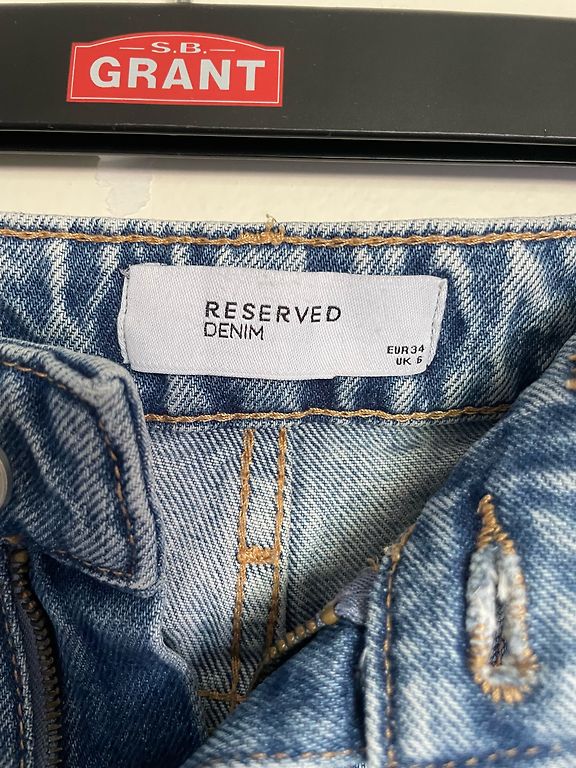 S.B.
GRANT
RESERVED
DENIM
EUR 34
UK 6